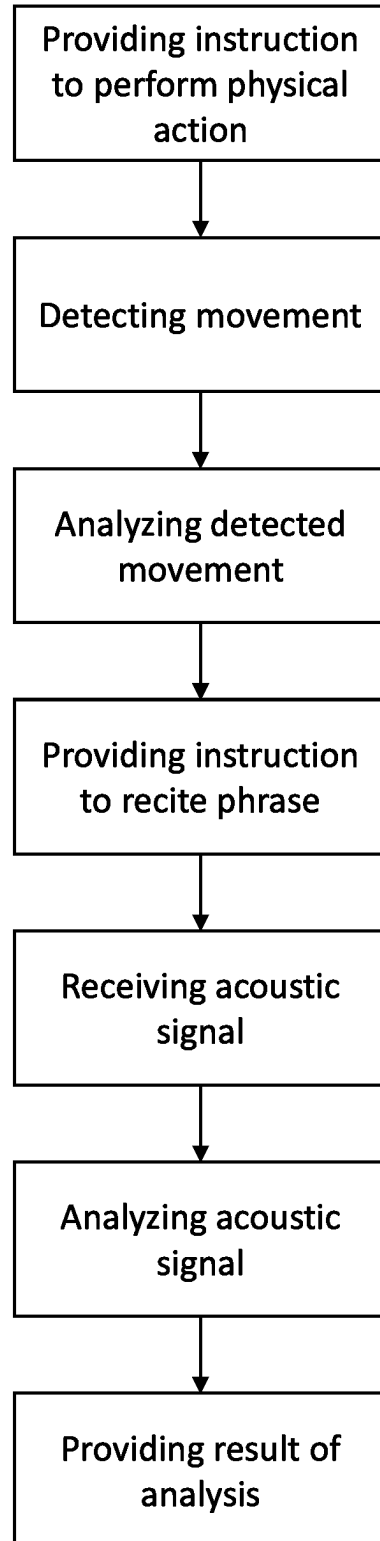 Providing instruction
to perform physical
action
Detecting movement
Analyzing detected
movement
Providing instruction
to recite phrase
Receiving acoustic
signal
Analyzing acoustic
signal
Providing result of
analysis